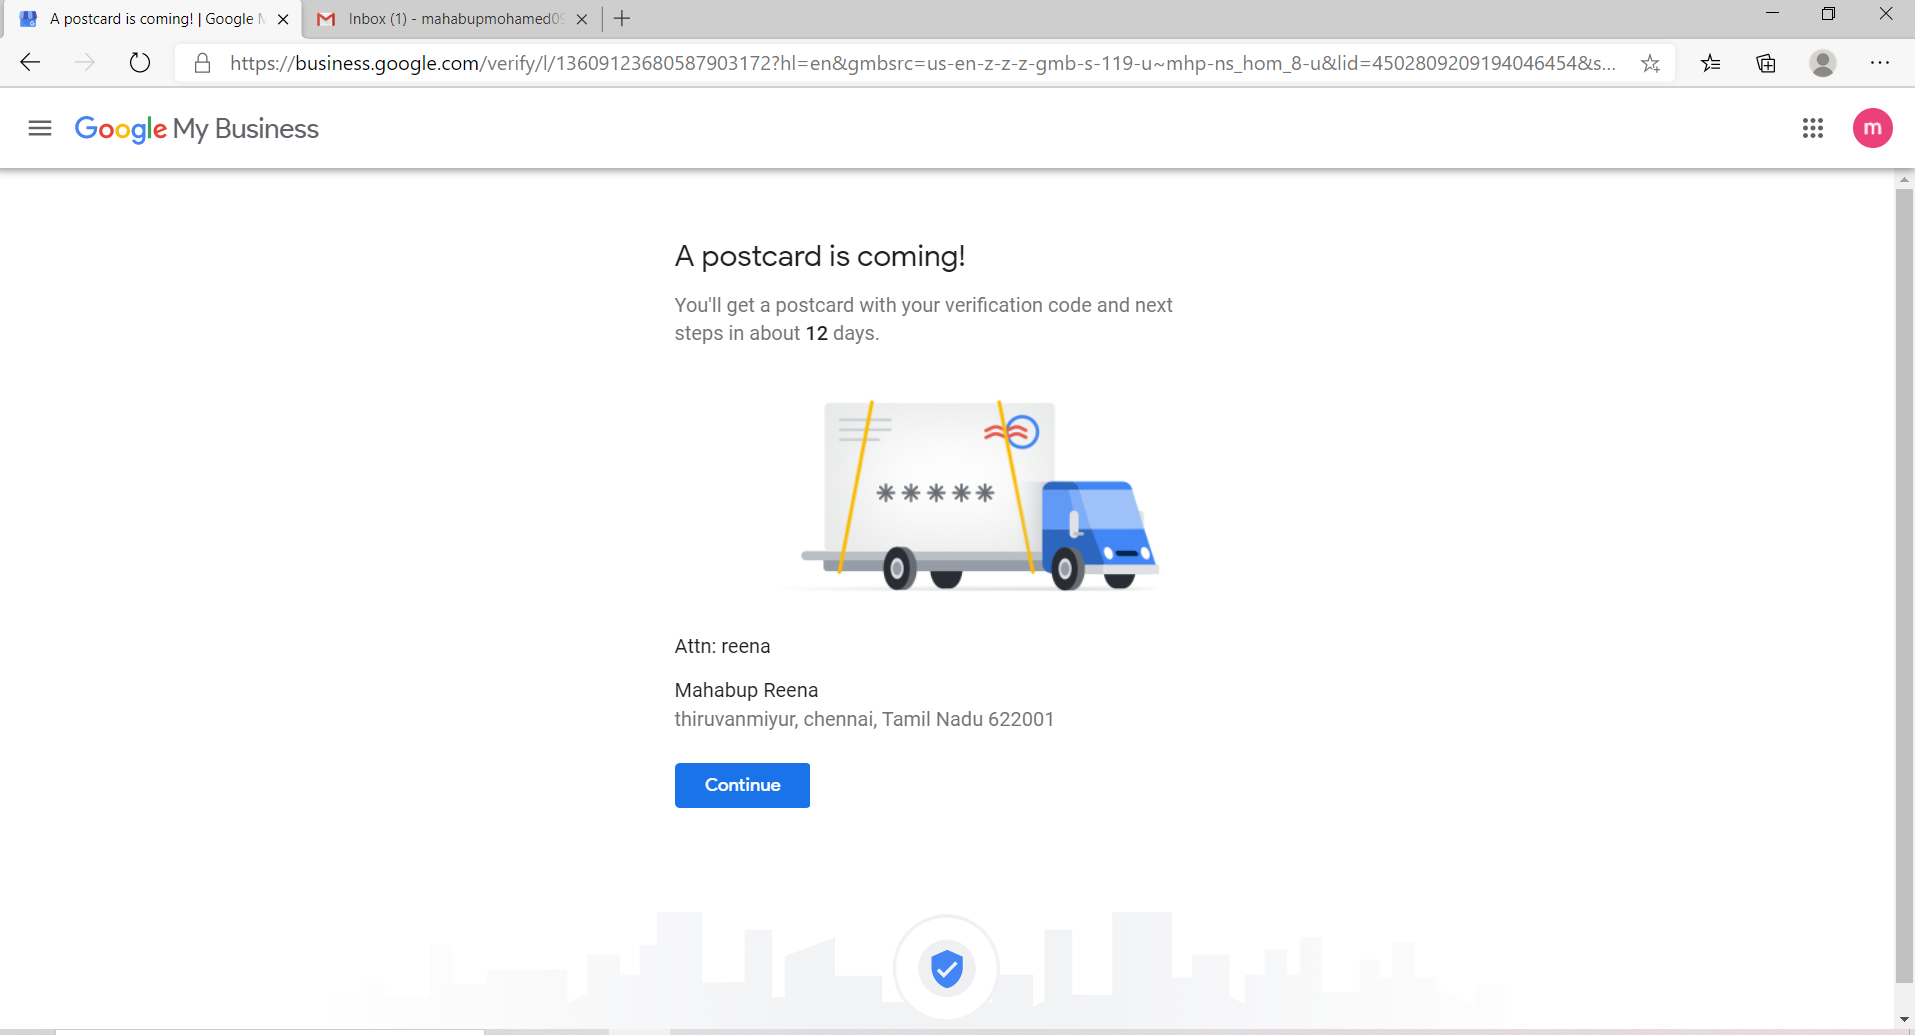 A postcard is coming! | Google M
Inbox (1) - mahabupmohamed09
https://business.google.com/verify/l/13609123680587903172?hl=en&gmbsrc=us-en-z-z-z-gmb-s-119-u~mhp-ns_hom_8-u&lid=4502809209194046454&s...
Google My Business
m
A postcard is coming!
You'll get a postcard with your verification code and next
steps in about 12 days.
*****
Attn: reena
Mahabup Reena
thiruvanmiyur, chennai, Tamil Nadu 622001
Continue